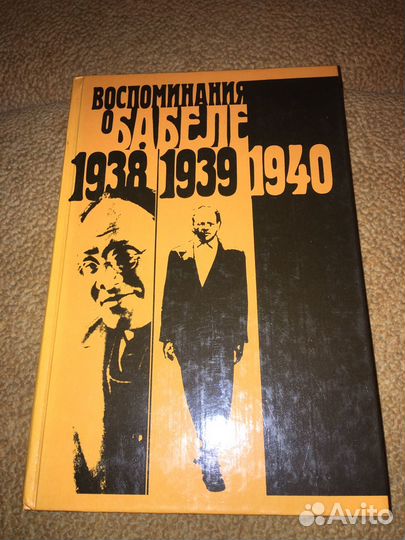 ВОСПОМИНАНИЯ
О БАБЕЛЕ
1938 1939 1940
Avito